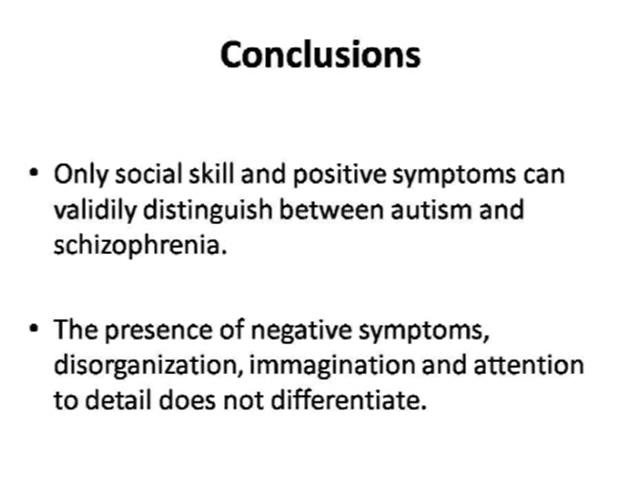 Conclusions
• Only social skill and positive symptoms can
validily distinguish between autism and
schizophrenia.
• The presence of negative symptoms,
disorganization, immagination and attention
to detail does not differentiate.